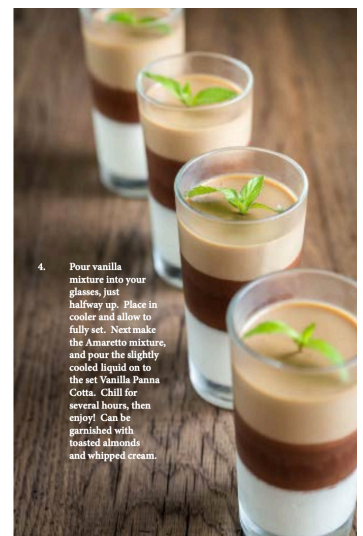 4. Pour vanilla
mixture into your
glasses, just
halfway up. Place in
cooler and allow to
fully set. Next make
the Amaretto mixture,
and pour the slightly
cooled liquid on to
the set Vanilla Panna
Cotta. Chill for
several hours, then
enjoy! Can be
garnished with
toasted almonds
and whipped cream.